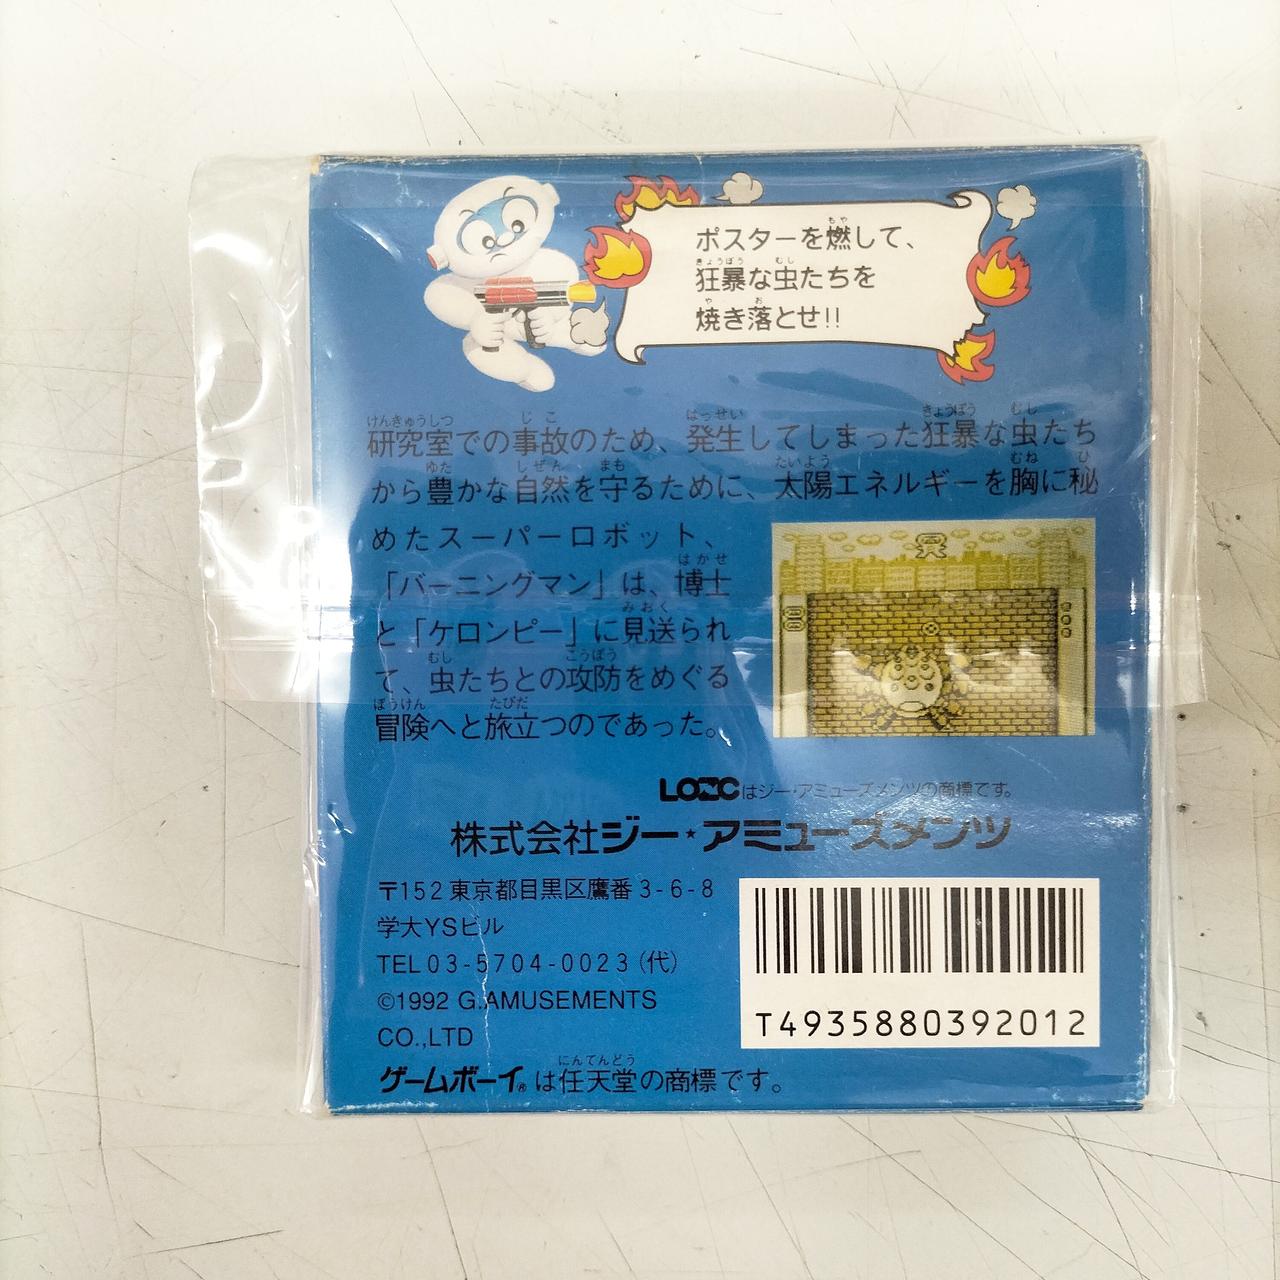 ポスターを燃して、
狂暴な虫たちを
焼き落とせ!!
研究室での事故のため、発生してしまった狂暴な虫たち
から豊かな自然を守るために、太陽エネルギーを胸に秘
めたスーパーロボット、
「バーニングマン」は、博士
と「ケロンピー」に見送られ
て、虫たちとの攻防をめぐる
冒険へと旅立つのであった。
LOZCはジー・アミューズメンツの商標です。
株式会社ジー★アミューズメンツ
〒152 東京都目黒区鷹番 3-6-8
学大YSビル
TEL 03-5704-0023 (代)
©1992 G.AMUSEMENTS
CO.,LTD
T4935880392012
ゲームボーイ®は任天堂の商標です。